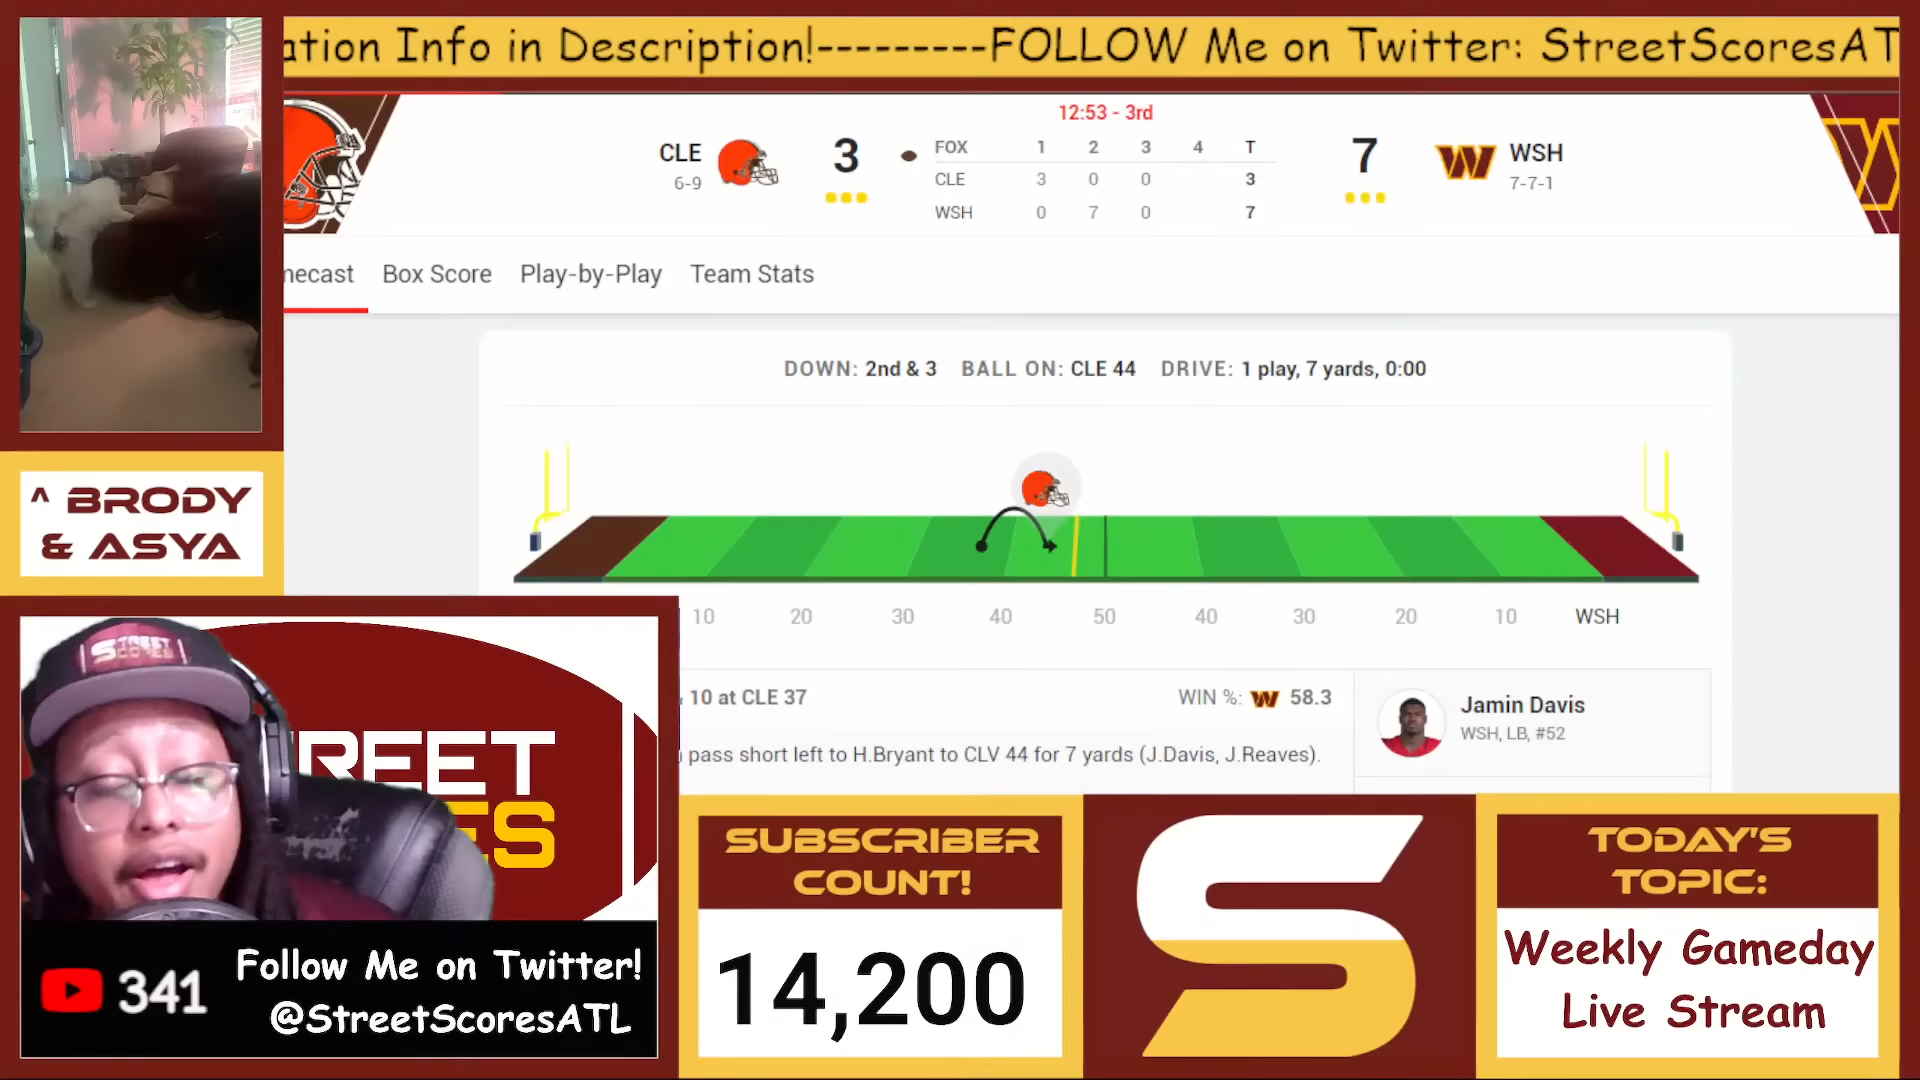 ation Info in Description!---------FOLLOW Me on Twitter: StreetScoresAT
12:53 - 3rd
CLE
6-9
3
FOX 1 2 3 4 T
CLE 3 0 0 3
WSH 0 7 0 7
7
WSH
7-7-1
necast Box Score Play-by-Play Team Stats
DOWN: 2nd & 3 BALL ON: CLE 44 DRIVE: 1 play, 7 yards, 0:00
10 20 30 40 50 40 30 20 10 WSH
10 at CLE 37
WIN %: W 58.3
pass short left to H.Bryant to CLV 44 for 7 yards (J.Davis, J.Reaves).
Jamin Davis
WSH, LB, #52
^ BRODY
& ASYA
STREET
REET
ES
341
Follow Me on Twitter!
@StreetScoresATL
SUBSCRIBER
COUNT!
14,200
S
TODAY'S
TOPIC:
Weekly Gameday
Live Stream